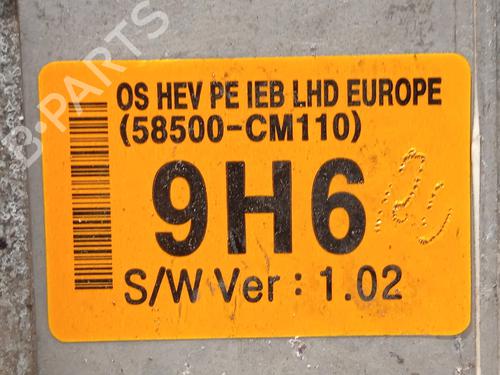 B-PARTS
OS HEV PE IEB LHD EUROPE
(58500-CM110)
9H6
S/W Ver : 1.02